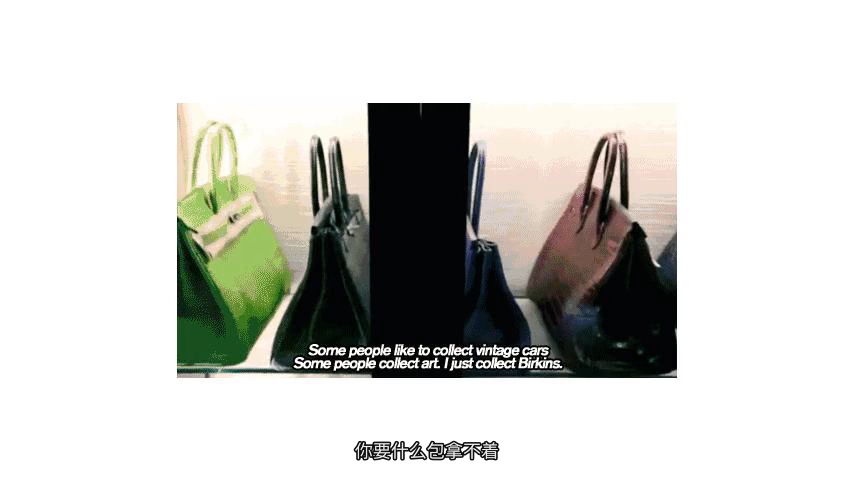 Some people like to collect vintage cars
Some people collect art. I just collect Birkins.
你要什么包拿不着